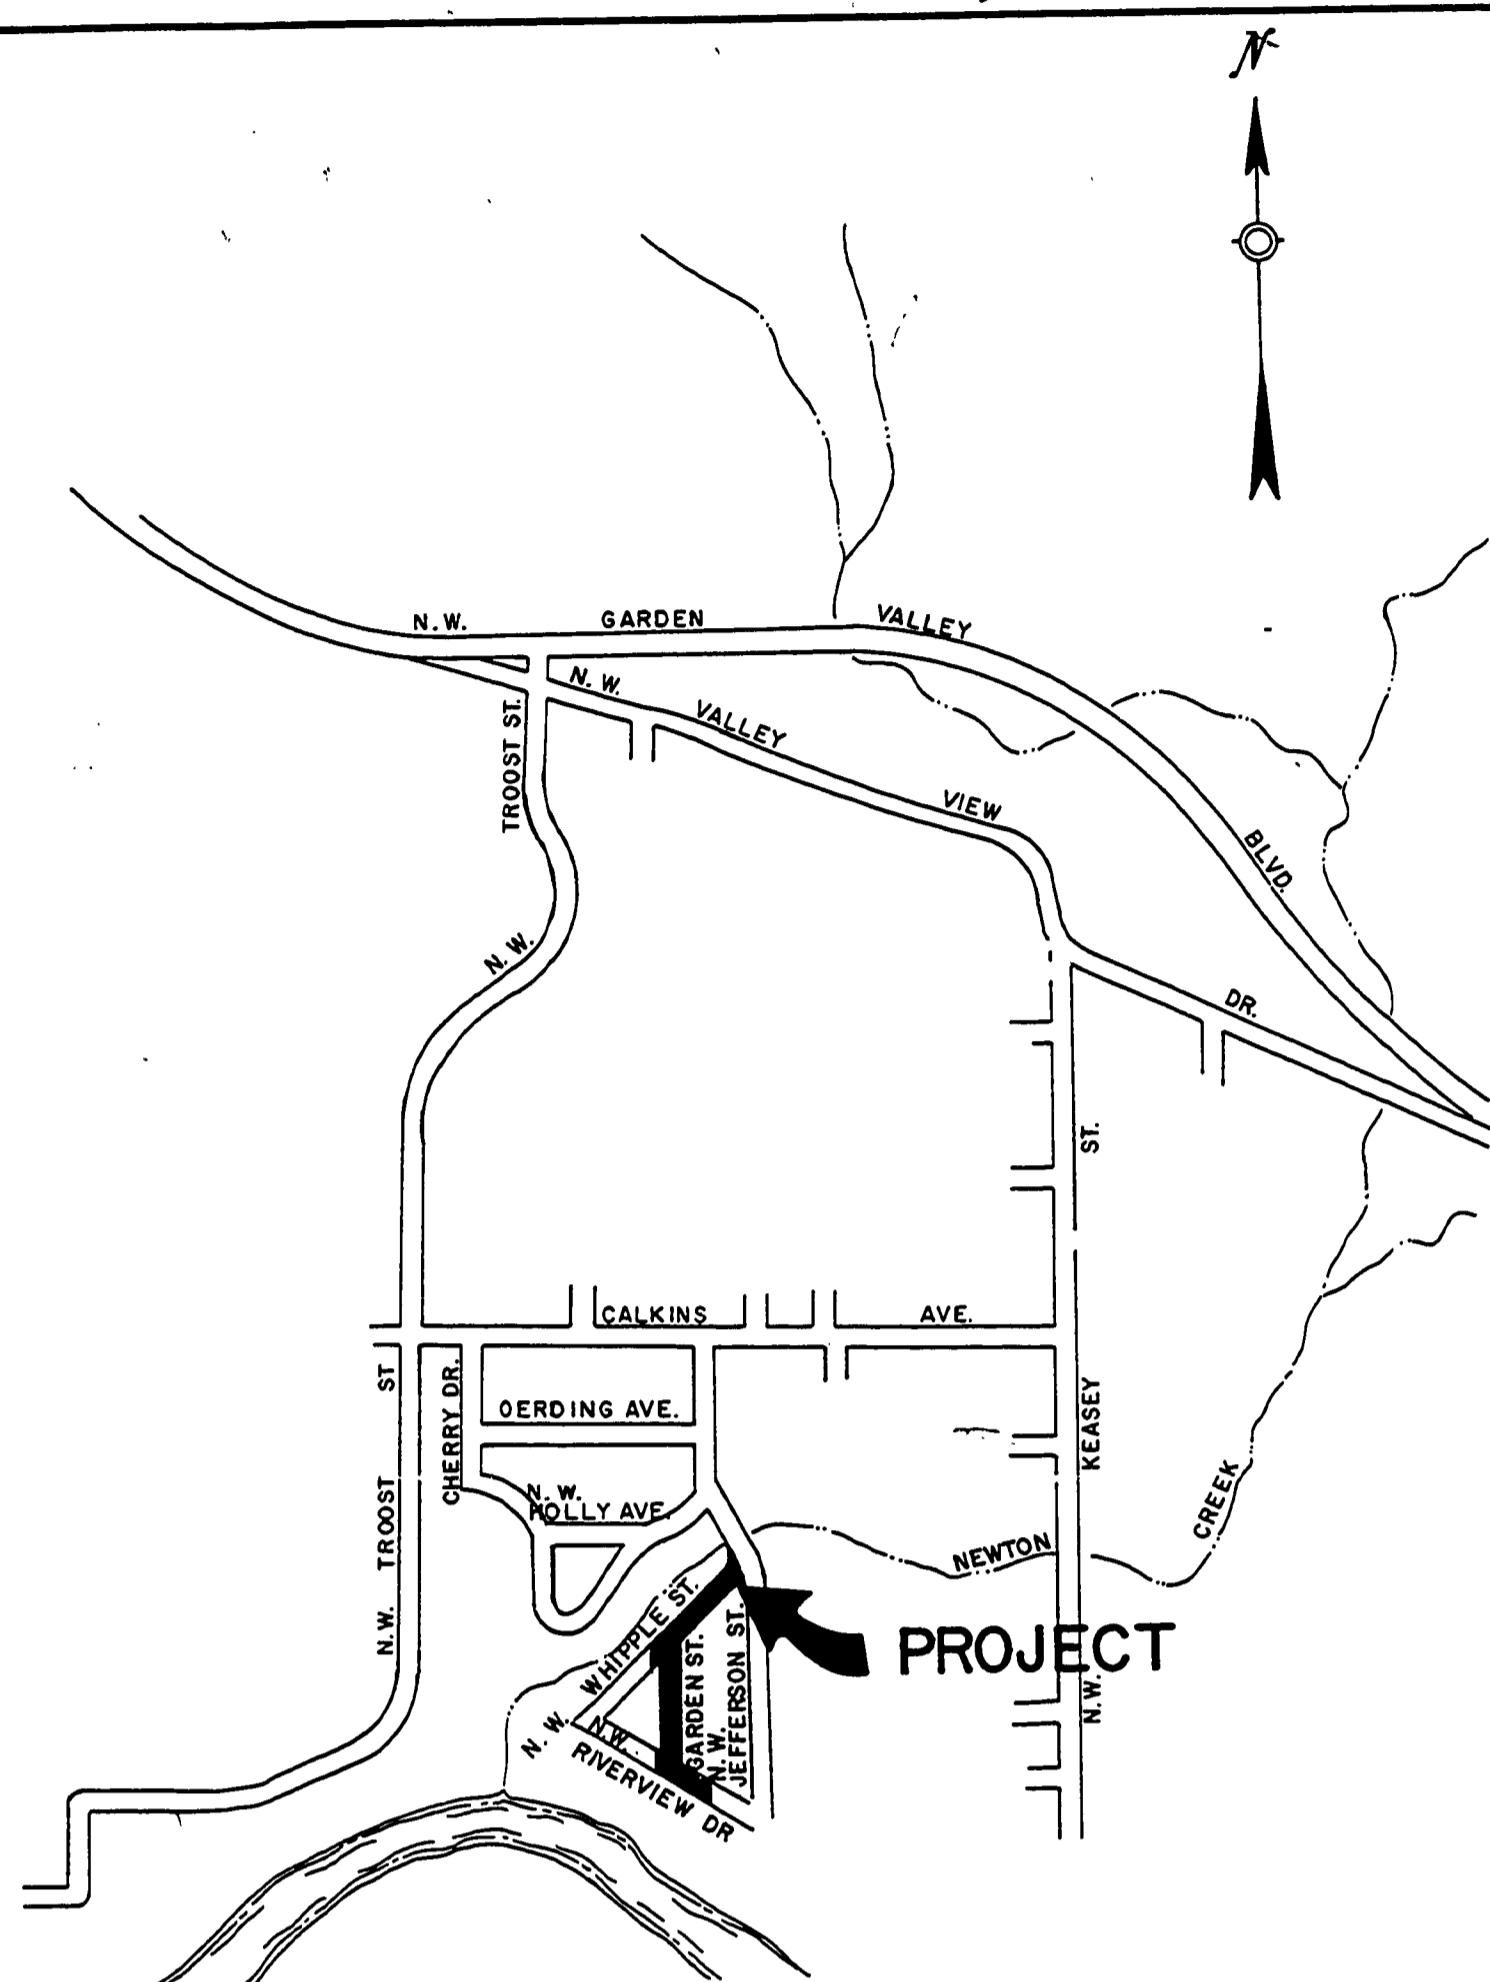 N
N.W. GARDEN VALLEY BLVD.
N. W. VALLEY VIEW DR.
TROOST ST.
N. W.
ST.
CALKINS AVE.
ST
CHERRY DR.
OERDING AVE.
KEASEY
N. W.
HOLLY AVE.
N.W. TROOST
NEWTON CREEK
N. W. WHIPPLE ST.
PROJECT
GARDEN ST.
N. W.
JEFFERSON ST.
N.W.
N.W.
RIVERVIEW DR